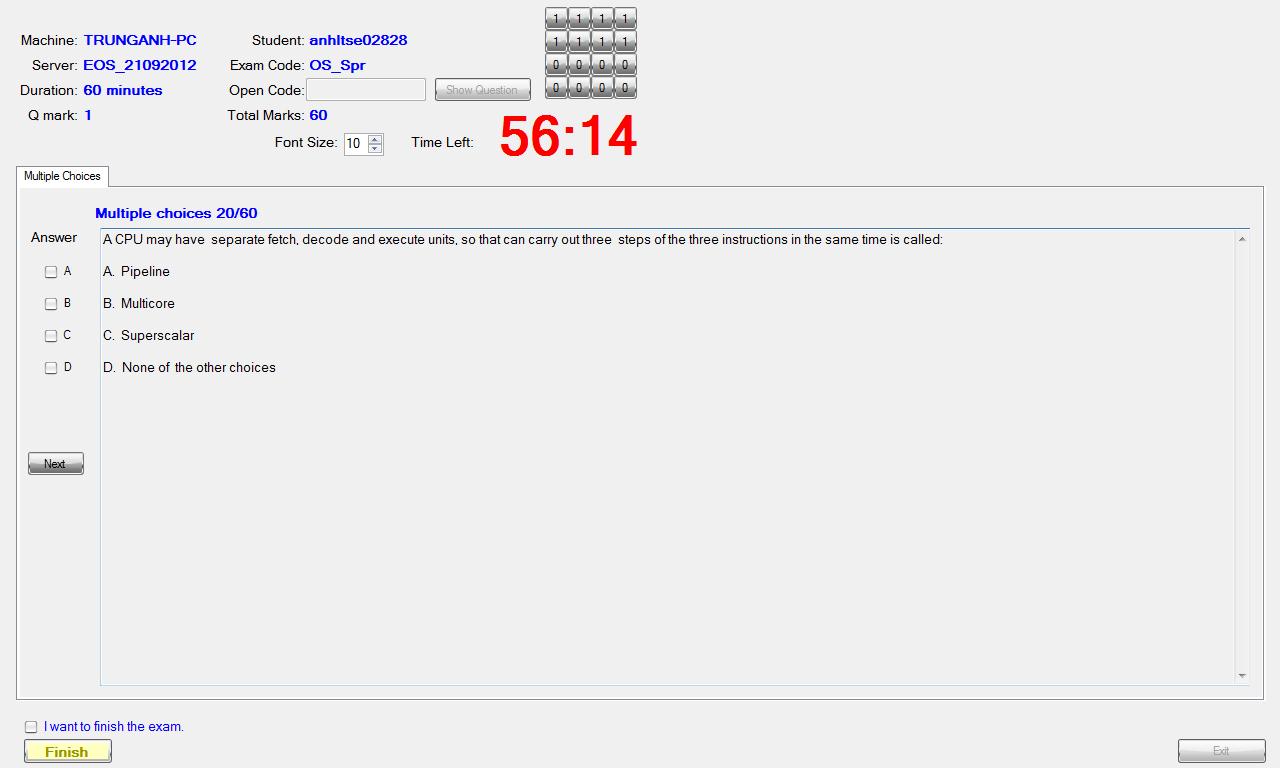 1 1 1 1
Machine: TRUNGANH-PC Student: anhltse02828 1 1 1 1
Server: EOS_21092012 Exam Code: OS_Spr 0 0 0 0
Duration: 60 minutes Open Code: Show Question 0 0 0 0
Q mark: 1 Total Marks: 60
Font Size: 10 Time Left: 56:14
Multiple Choices
Multiple choices 20/60
Answer A CPU may have separate fetch, decode and execute units, so that can carry out three steps of the three instructions in the same time is called:
A A. Pipeline
B B. Multicore
C C. Superscalar
D D. None of the other choices
Next
I want to finish the exam.
Finish Exit